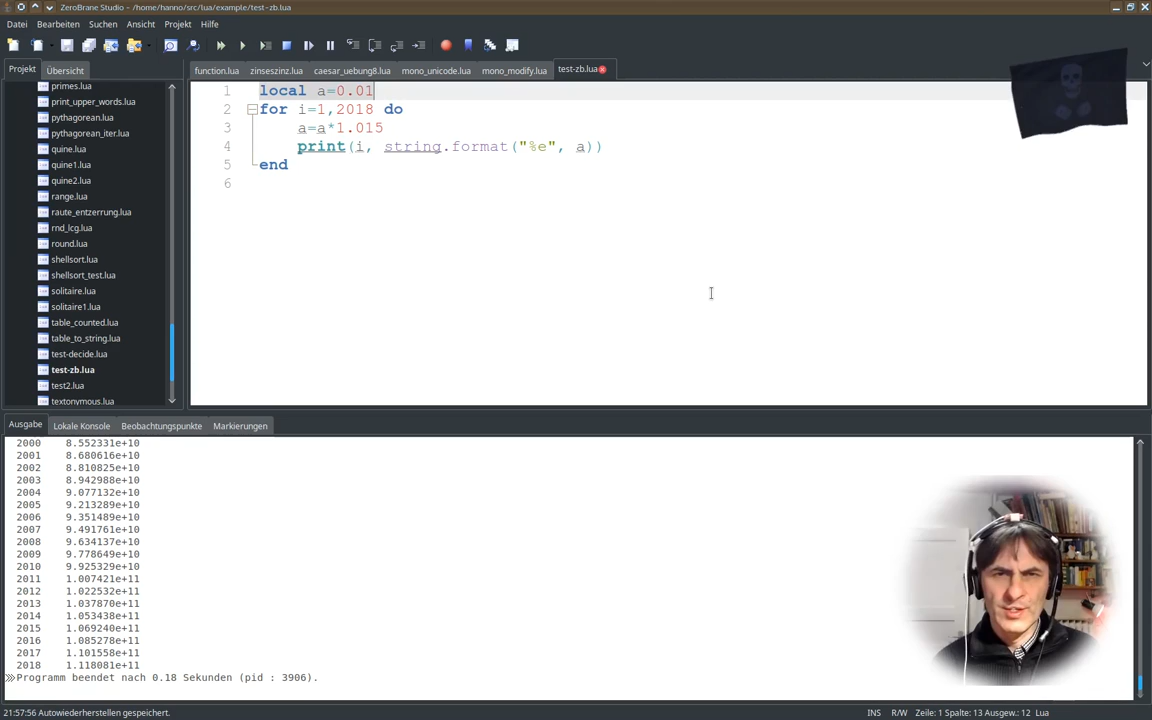 ZeroBrane Studio - /home/hanno/src/lua/example/test-zb.lua
Datei Bearbeiten Suchen Ansicht Projekt Hilfe
Projekt Übersicht
function.lua zinseszinz.lua caesar_uebung8.lua mono_unicode.lua mono_modify.lua test-zb.lua
primes.lua
print_upper_words.lua
pythagorean.lua
pythagorean_iter.lua
quine.lua
quine1.lua
quine2.lua
range.lua
raute_entzerrung.lua
rnd_lcg.lua
round.lua
shellsort.lua
shellsort_test.lua
solitaire.lua
solitaire1.lua
table_counted.lua
table_to_string.lua
test-decide.lua
test-zb.lua
test2.lua
textonymous.lua
1 local a=0.01
2 for i=1,2018 do
3 a=a*1.015
4 print(i, string.format("%e", a))
5 end
6
Ausgabe Lokale Konsole Beobachtungspunkte Markierungen
2000 8.552331e+10
2001 8.680616e+10
2002 8.810825e+10
2003 8.942988e+10
2004 9.077132e+10
2005 9.213289e+10
2006 9.351489e+10
2007 9.491761e+10
2008 9.634137e+10
2009 9.778649e+10
2010 9.925329e+10
2011 1.007421e+11
2012 1.022532e+11
2013 1.037870e+11
2014 1.053438e+11
2015 1.069240e+11
2016 1.085278e+11
2017 1.101558e+11
2018 1.118081e+11
Programm beendet nach 0.18 Sekunden (pid : 3906).
21:57:56 Autowiederherstellen gespeichert.
INS R/W Zeile: 1 Spalte: 13 Ausgew.: 12 Lua